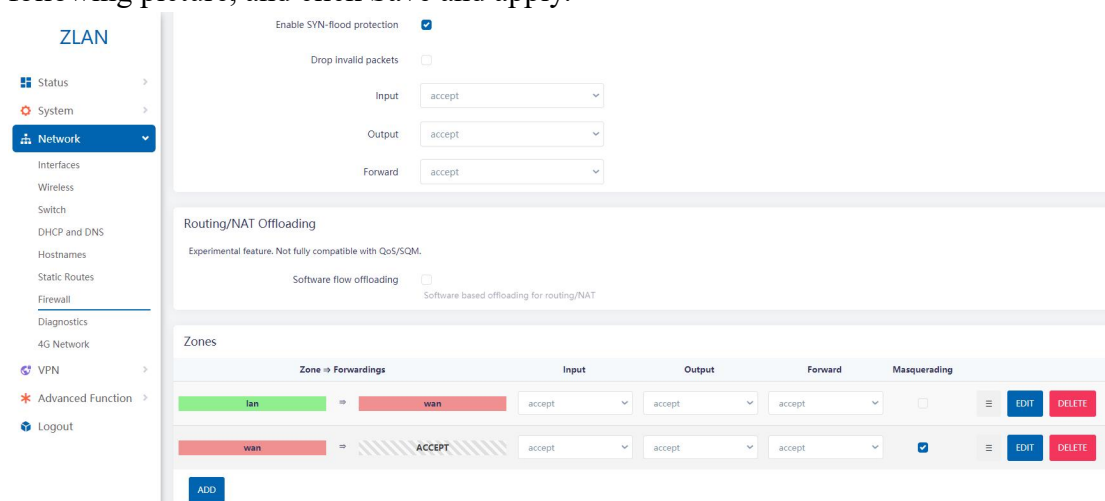 following picture, and click Save and apply.
ZLAN
Enable SYN-flood protection
Drop invalid packets
Status
System
Input accept
Network
Output accept
Interfaces
Forward accept
Wireless
Switch
DHCP and DNS
Hostnames
Static Routes
Firewall
Diagnostics
4G Network
VPN
Advanced Function
Logout
Routing/NAT Offloading
Experimental feature. Not fully compatible with QoS/SQM.
Software flow offloading
Software based offloading for routing/NAT
Zones
Zone ⇒ Forwardings Input Output Forward Masquerading
lan ⇒ wan accept accept accept EDIT DELETE
wan ⇒ ACCEPT accept accept accept EDIT DELETE
ADD